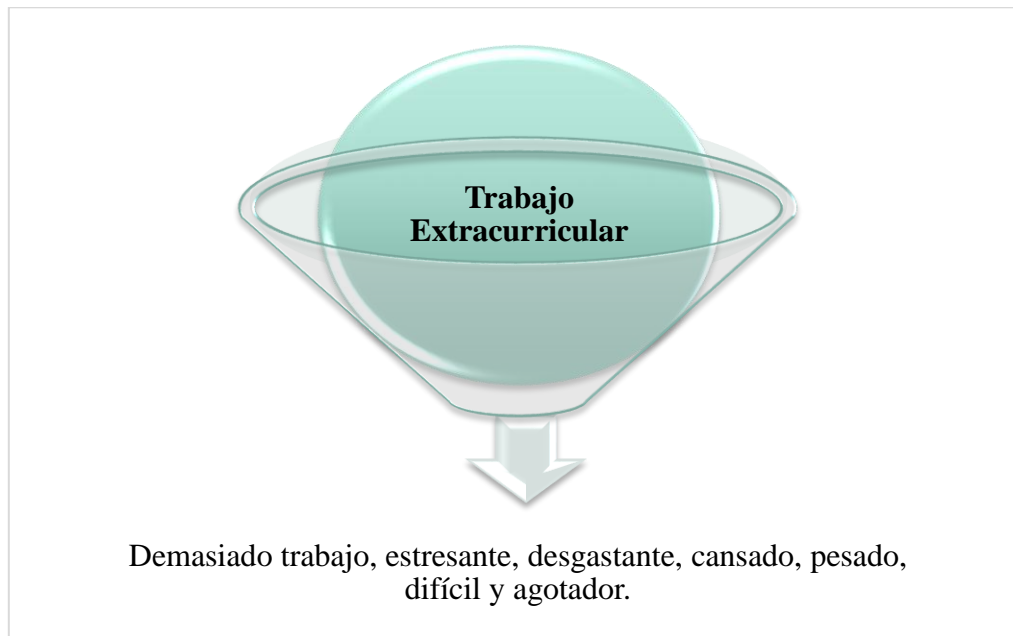 Trabajo
Extracurricular
Demasiado trabajo, estresante, desgastante, cansado, pesado,
difícil y agotador.